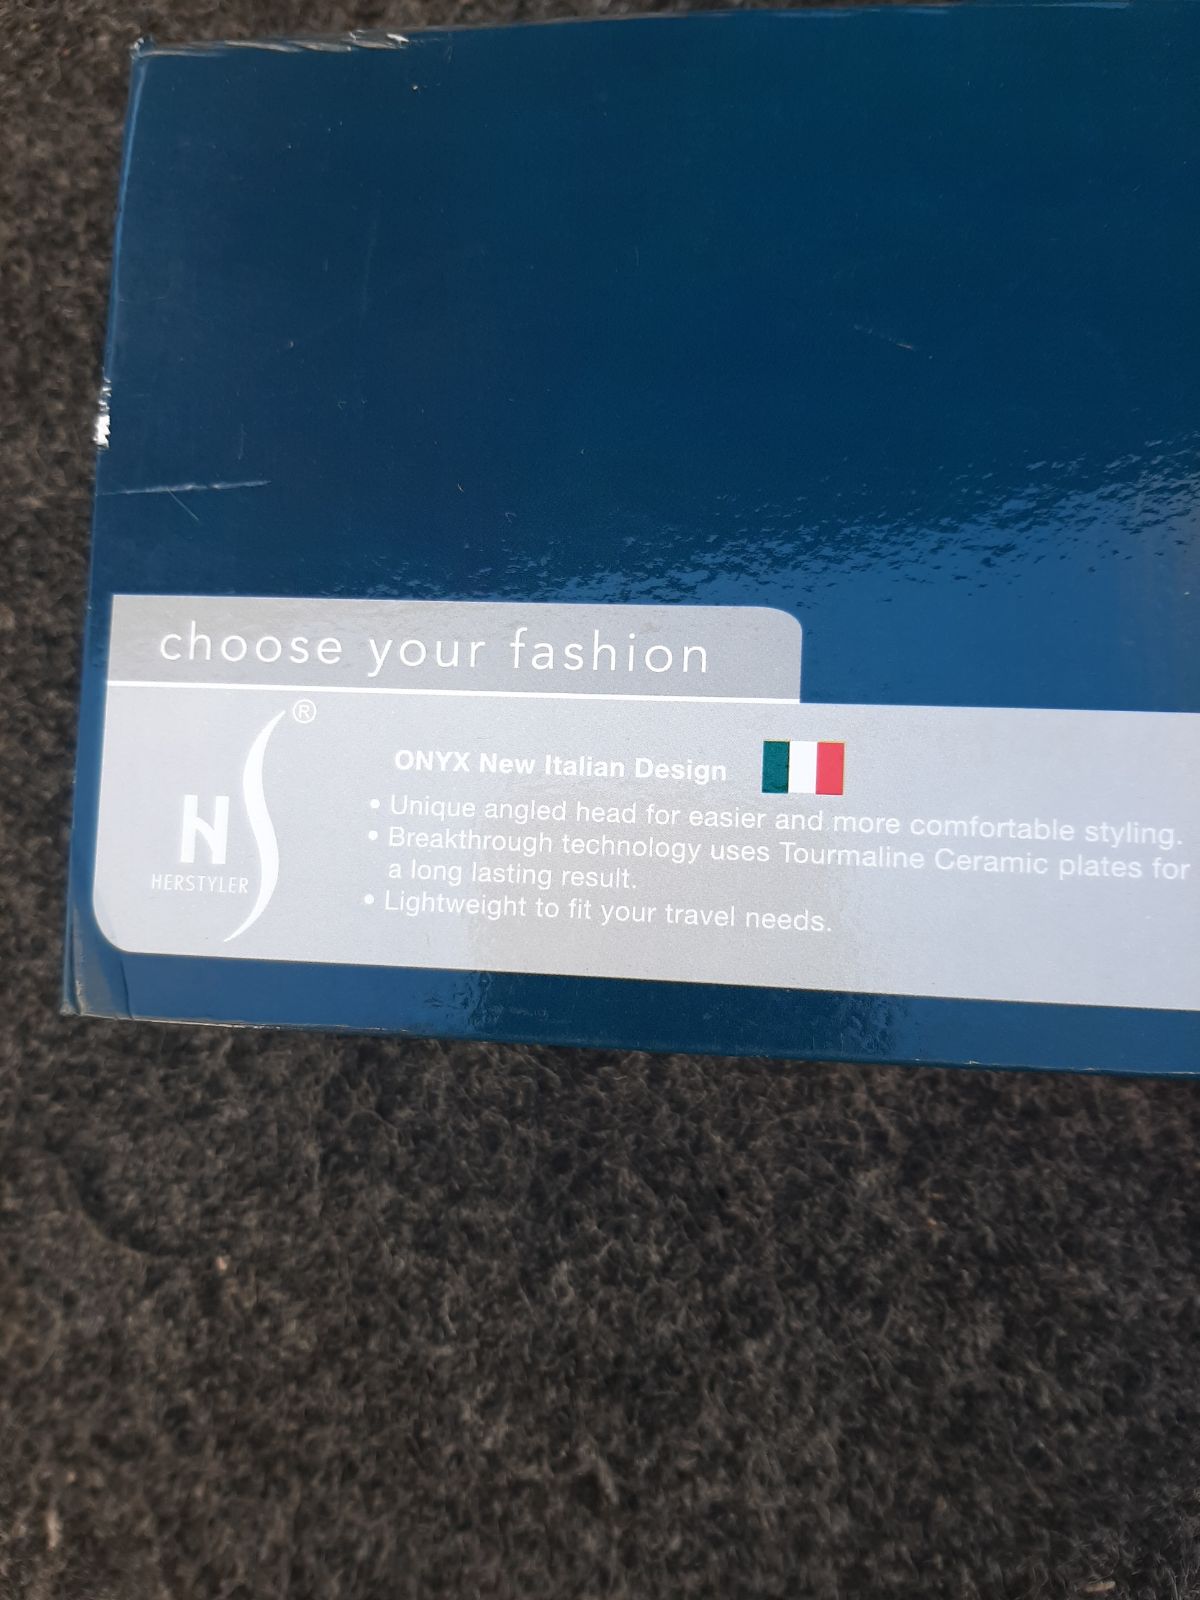 choose your fashion
®
HS
HERSTYLER
ONYX New Italian Design
• Unique angled head for easier and more comfortable styling.
• Breakthrough technology uses Tourmaline Ceramic plates for
a long lasting result.
• Lightweight to fit your travel needs.